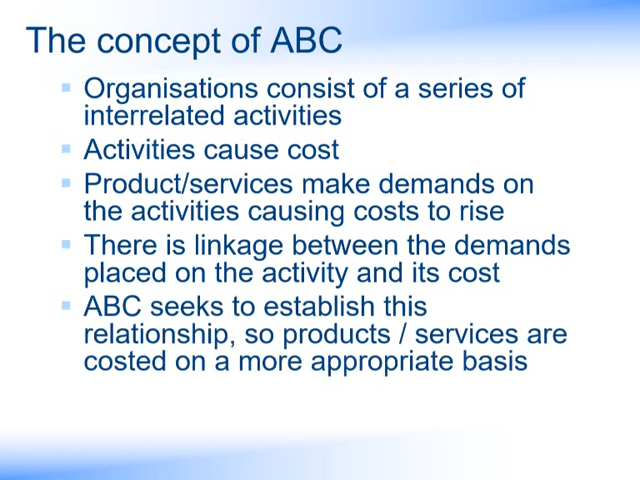 The concept of ABC
Organisations consist of a series of
interrelated activities
Activities cause cost
Product/services make demands on
the activities causing costs to rise
There is linkage between the demands
placed on the activity and its cost
ABC seeks to establish this
relationship, so products / services are
costed on a more appropriate basis